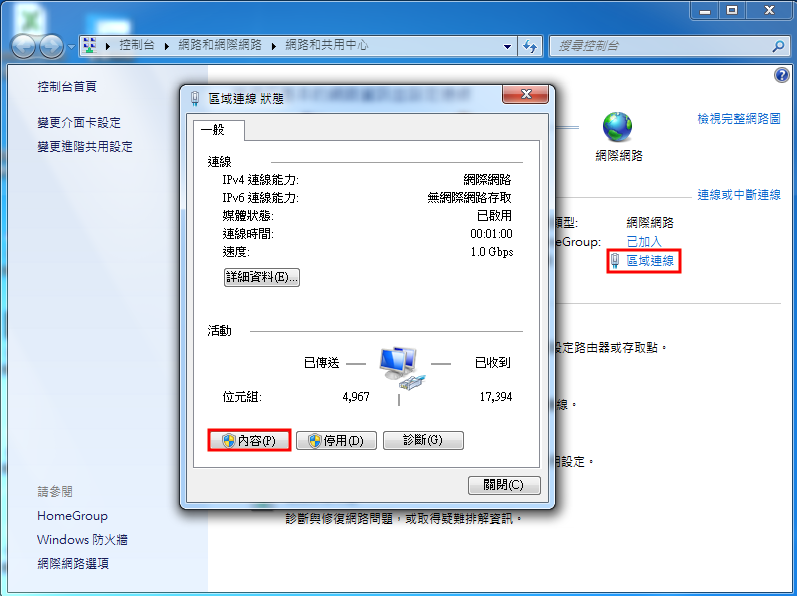 控制台 ▸ 網路和網際網路 ▸ 網路和共用中心
搜尋控制台
控制台首頁
變更介面卡設定
變更進階共用設定
請參閱
HomeGroup
Windows 防火牆
網際網路選項
檢視完整網路圖
網際網路
連線或中斷連線
類型: 網際網路
eGroup: 已加入
區域連線
設定路由器或存取點。
線。
用設定。
診斷與修復網路問題，或取得疑難排解資訊。
區域連線 狀態
一般
連線
IPv4 連線能力: 網際網路
IPv6 連線能力: 無網際網路存取
媒體狀態: 已啟用
連線時間: 00:01:00
速度: 1.0 Gbps
詳細資料(E)...
活動
已傳送 — — 已收到
位元組: 4,967 | 17,394
內容(P) 停用(D) 診斷(G)
關閉(C)